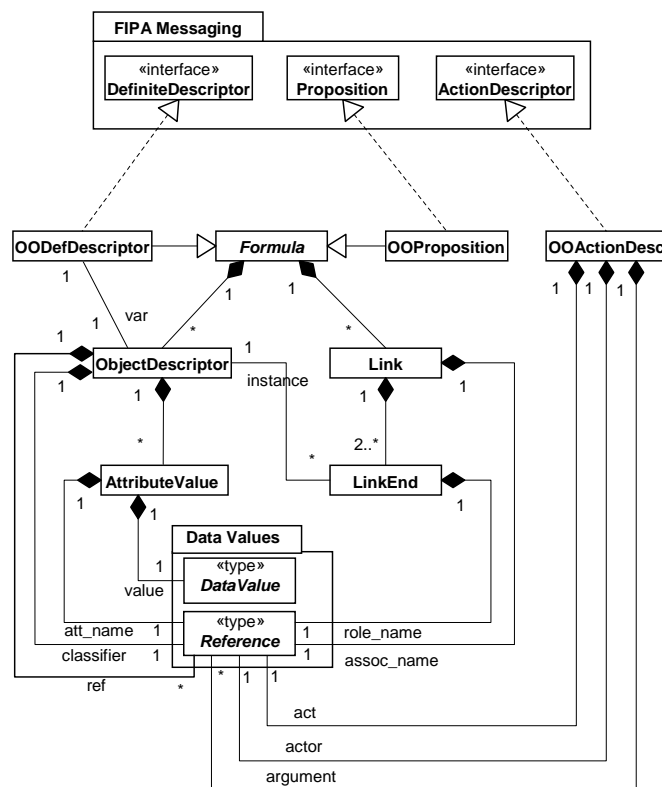 FIPA Messaging
«interface»
DefiniteDescriptor
«interface»
Proposition
«interface»
ActionDescriptor
OODefDescriptor
Formula
OOProposition
OOActionDesc
1
1
1
1
1
1
1
var
*
*
1
1
ObjectDescriptor
1
instance
Link
1
1
1
1
*
2..*
*
AttributeValue
LinkEnd
1
1
1
Data Values
«type»
DataValue
1
value
«type»
Reference
att_name
1
1
role_name
classifier
1
1
assoc_name
ref
*
*
1
1
act
actor
argument